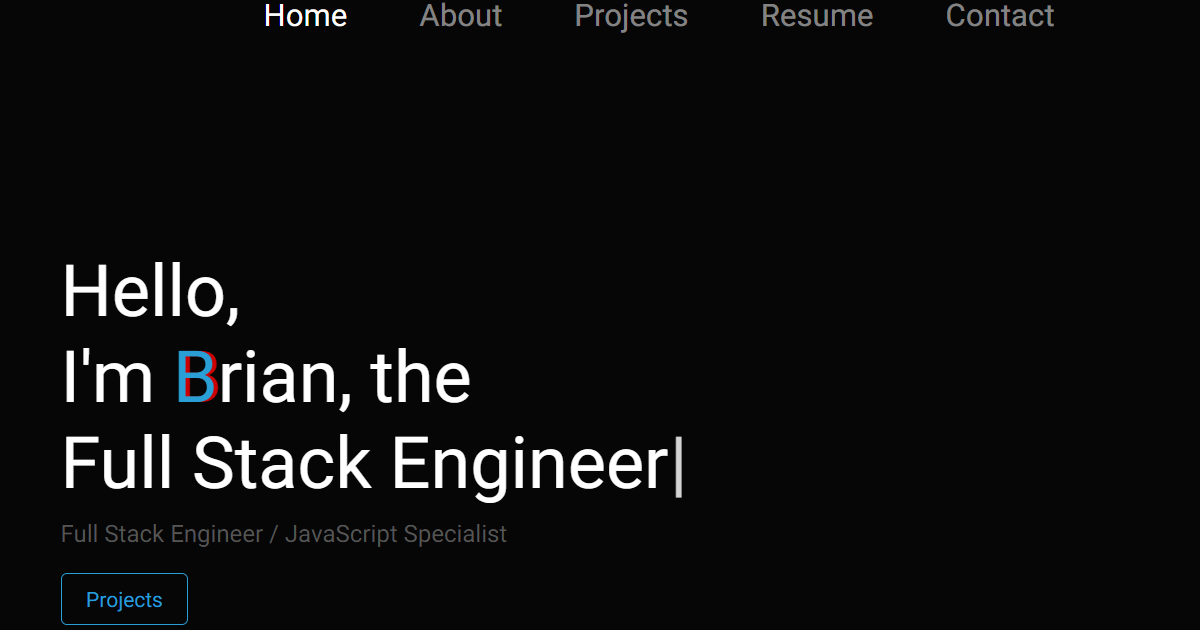 Home About Projects Resume Contact
Hello,
I'm Brian, the
Full Stack Engineer|
Full Stack Engineer / JavaScript Specialist
Projects